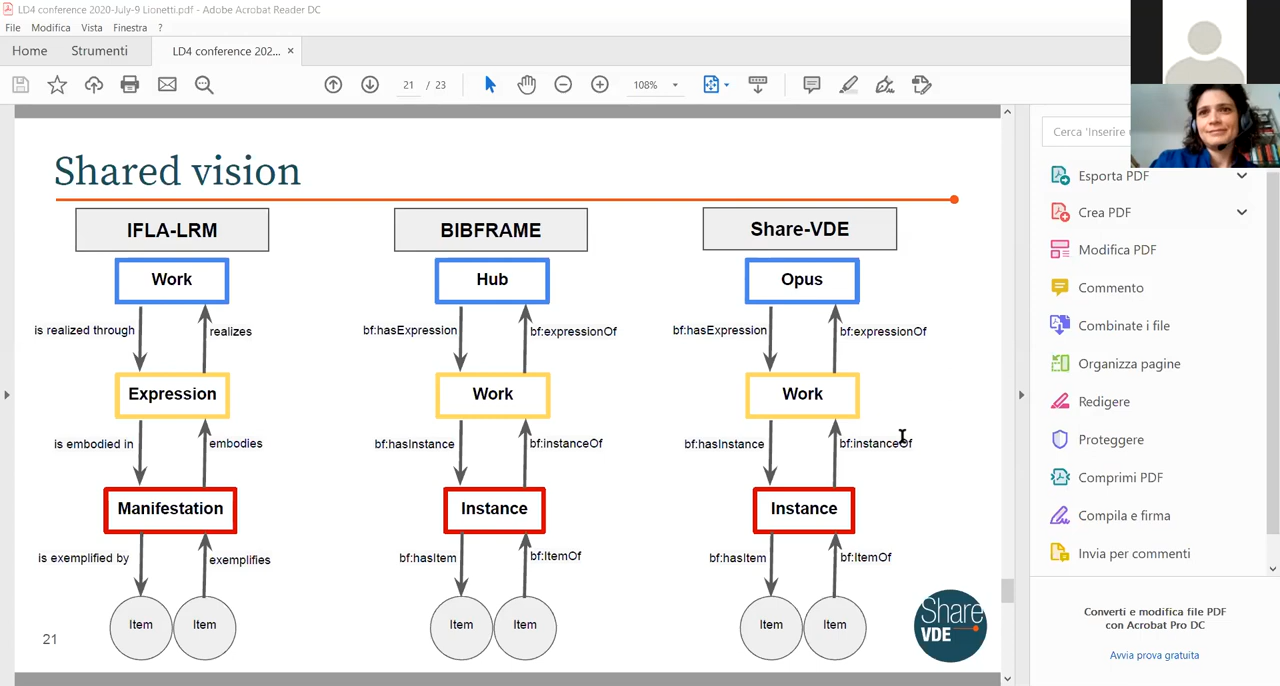 LD4 conference 2020-July-9 Lionetti.pdf - Adobe Acrobat Reader DC
File Modifica Vista Finestra ?
Home Strumenti LD4 conference 202... ×
21 / 23 108%
Shared vision
IFLA-LRM BIBFRAME Share-VDE
Work Hub Opus
is realized through realizes bf:hasExpression bf:expressionOf bf:hasExpression bf:expressionOf
Expression Work Work
is embodied in embodies bf:hasInstance bf:instanceOf bf:hasInstance bf:instanceOf
Manifestation Instance Instance
is exemplified by exemplifies bf:hasItem bf:ItemOf bf:hasItem bf:ItemOf
Item Item Item Item Item Item
21
Share
VDE
Cerca 'Inserire
Esporta PDF
Crea PDF
Modifica PDF
Commento
Combinate i file
Organizza pagine
Redigere
Proteggere
Comprimi PDF
Compila e firma
Invia per commenti
Converti e modifica file PDF
con Acrobat Pro DC
Avvia prova gratuita